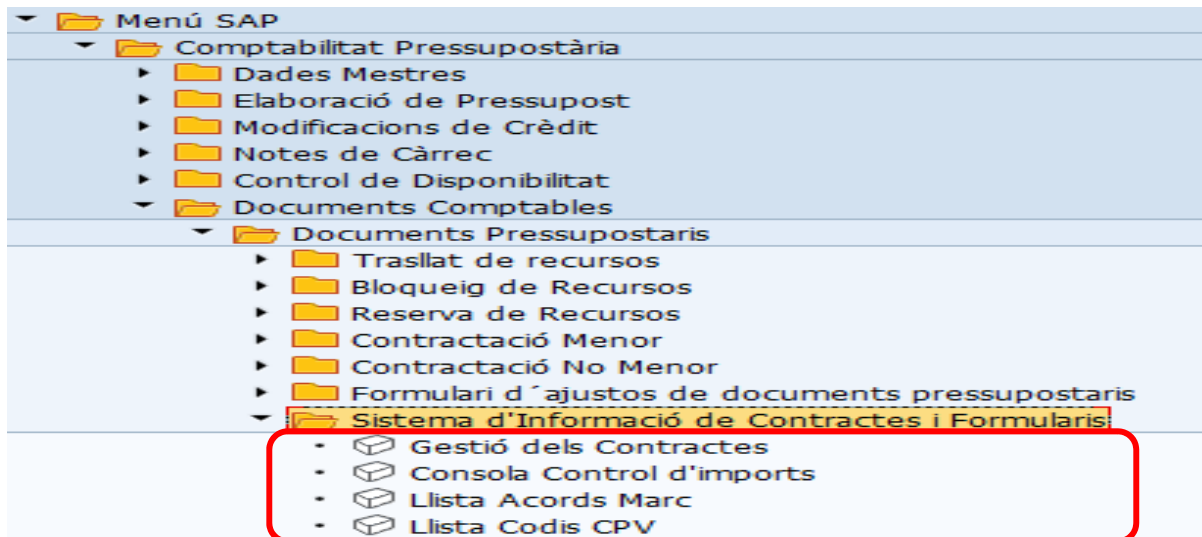 Menú SAP
Comptabilitat Pressupostària
Dades Mestres
Elaboració de Pressupost
Modificacions de Crèdit
Notes de Càrrec
Control de Disponibilitat
Documents Comptables
Documents Pressupostaris
Trasllat de recursos
Bloqueig de Recursos
Reserva de Recursos
Contractació Menor
Contractació No Menor
Formulari d´ajustos de documents pressupostaris
Sistema d'Informació de Contractes i Formularis
Gestió dels Contractes
Consola Control d'imports
Llista Acords Marc
Llista Codis CPV